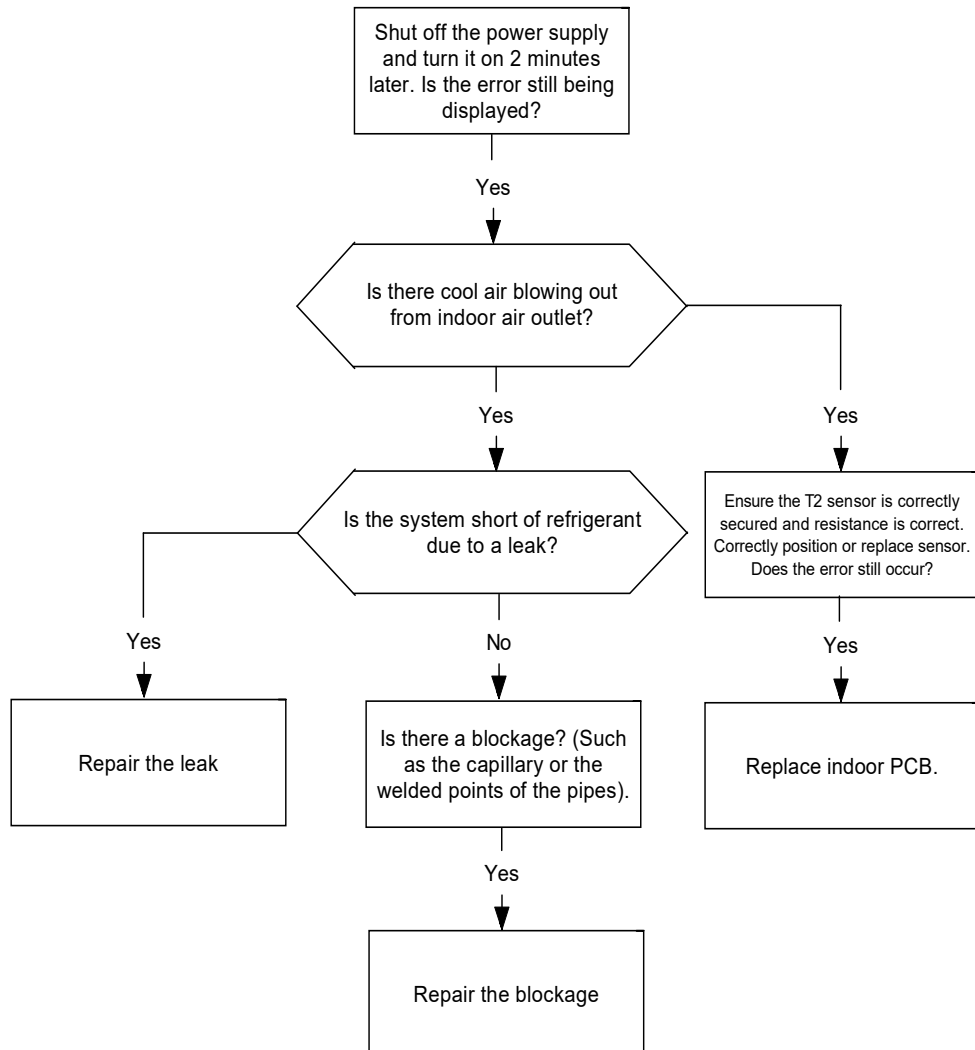 Shut off the power supply
and turn it on 2 minutes
later. Is the error still being
displayed?
Yes
Is there cool air blowing out
from indoor air outlet?
Yes
Yes
Is the system short of refrigerant
due to a leak?
Ensure the T2 sensor is correctly
secured and resistance is correct.
Correctly position or replace sensor.
Does the error still occur?
Yes
No
Yes
Repair the leak
Is there a blockage? (Such
as the capillary or the
welded points of the pipes).
Replace indoor PCB.
Yes
Repair the blockage